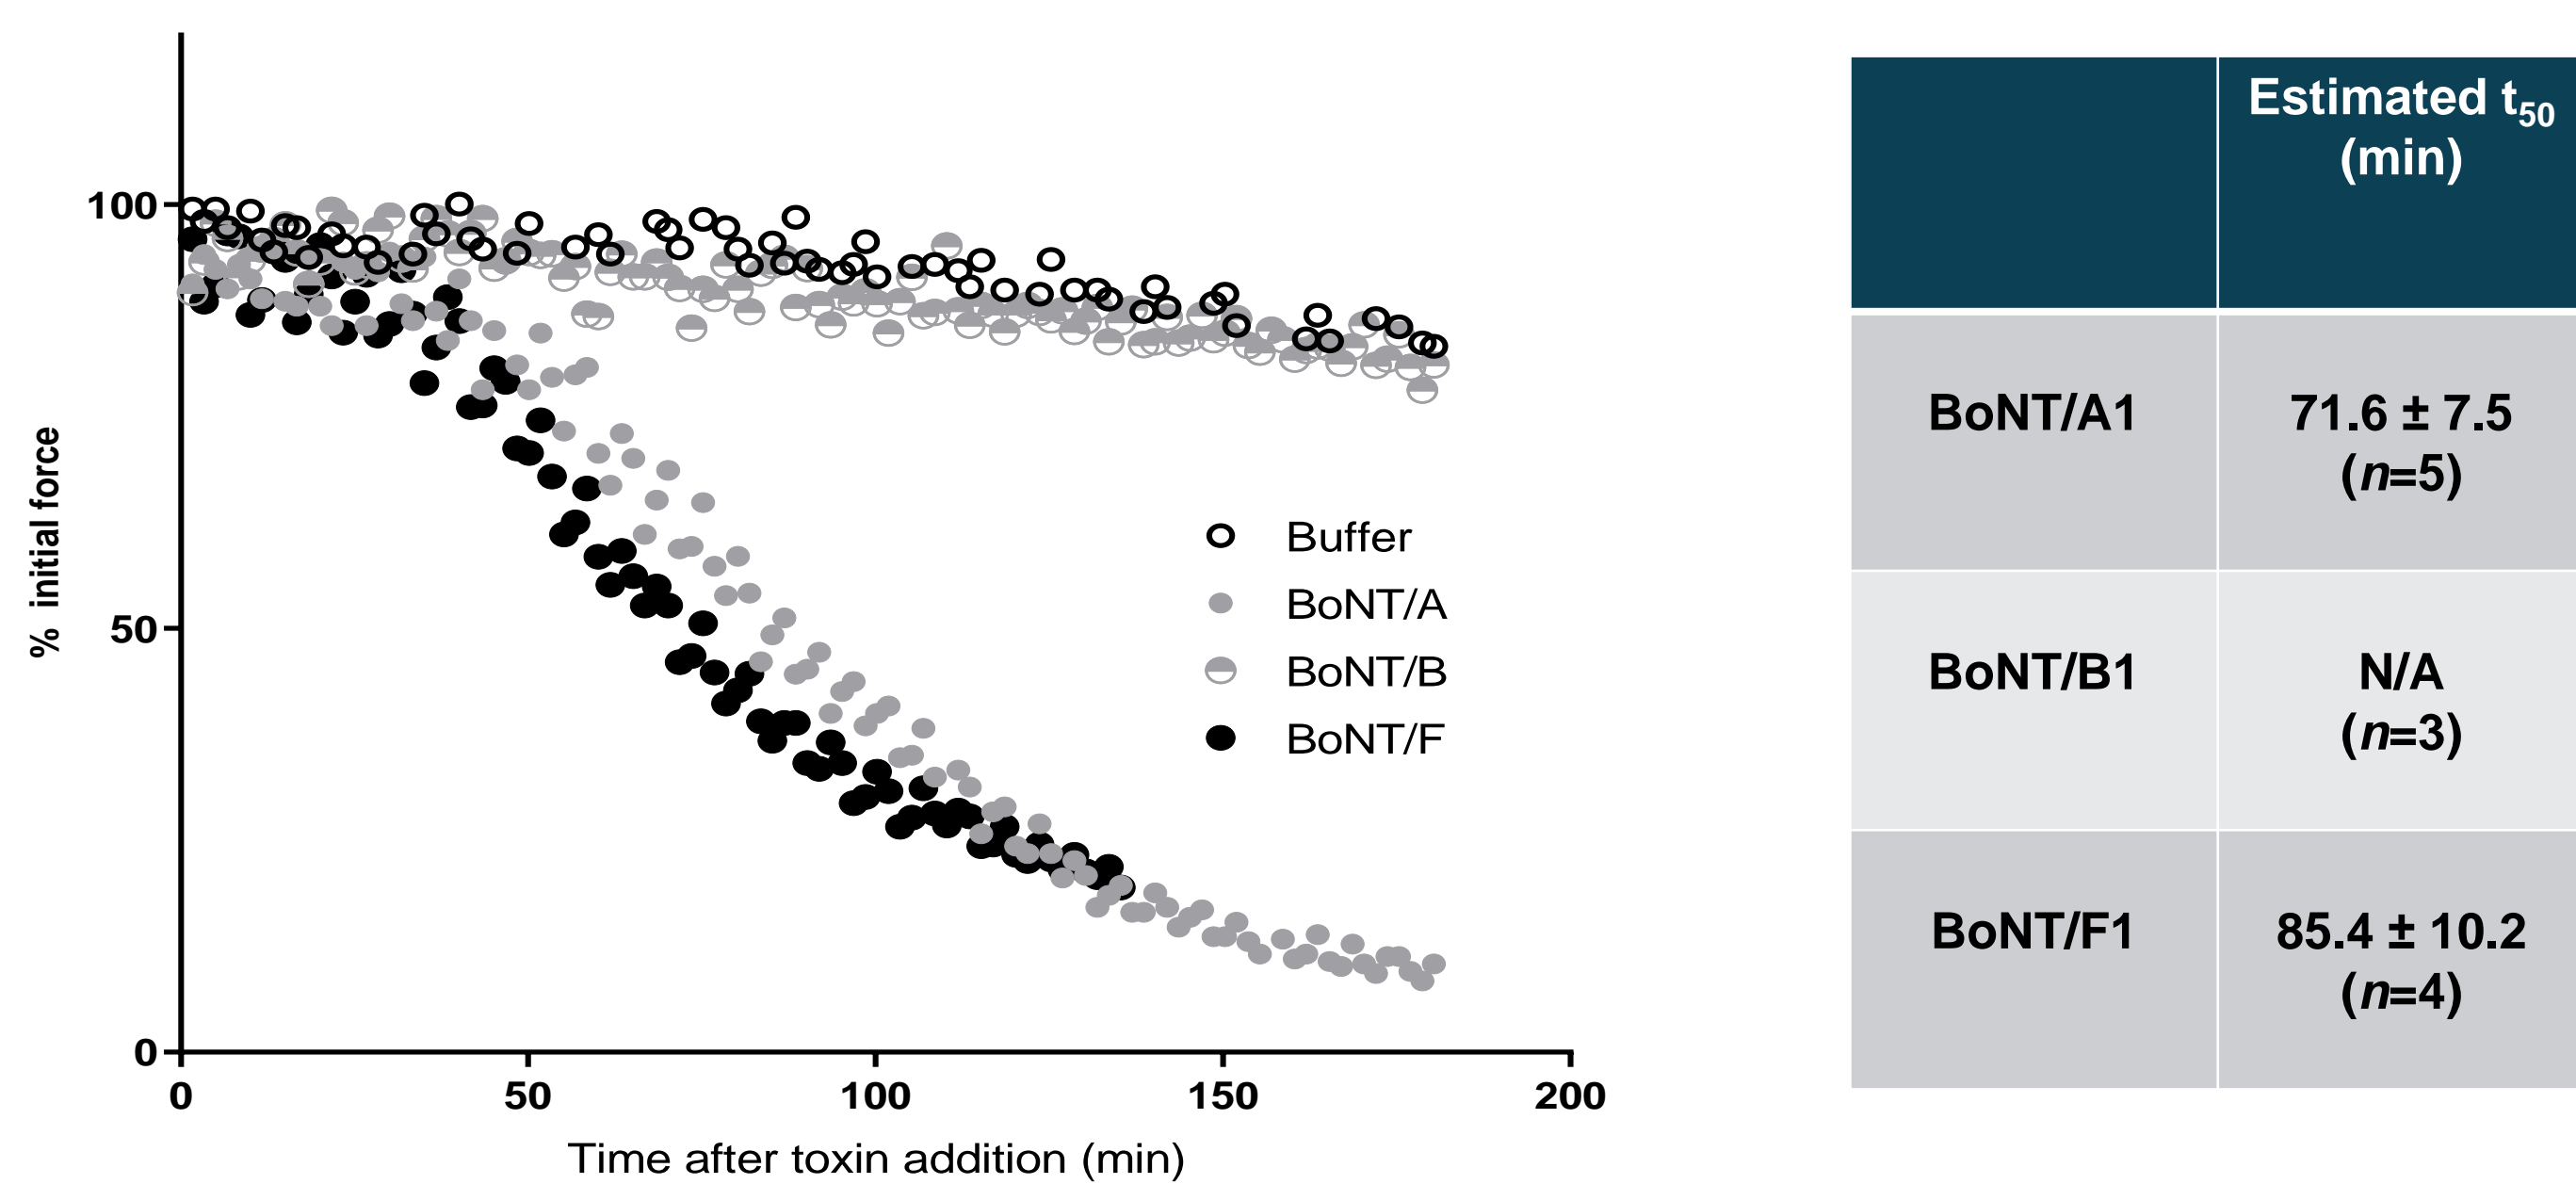 100
50
0
0 50 100 150 200
% initial force
Time after toxin addition (min)
Buffer
BoNT/A
BoNT/B
BoNT/F
Estimated t50
(min)
BoNT/A1
71.6 ± 7.5
(n=5)
BoNT/B1
N/A
(n=3)
BoNT/F1
85.4 ± 10.2
(n=4)